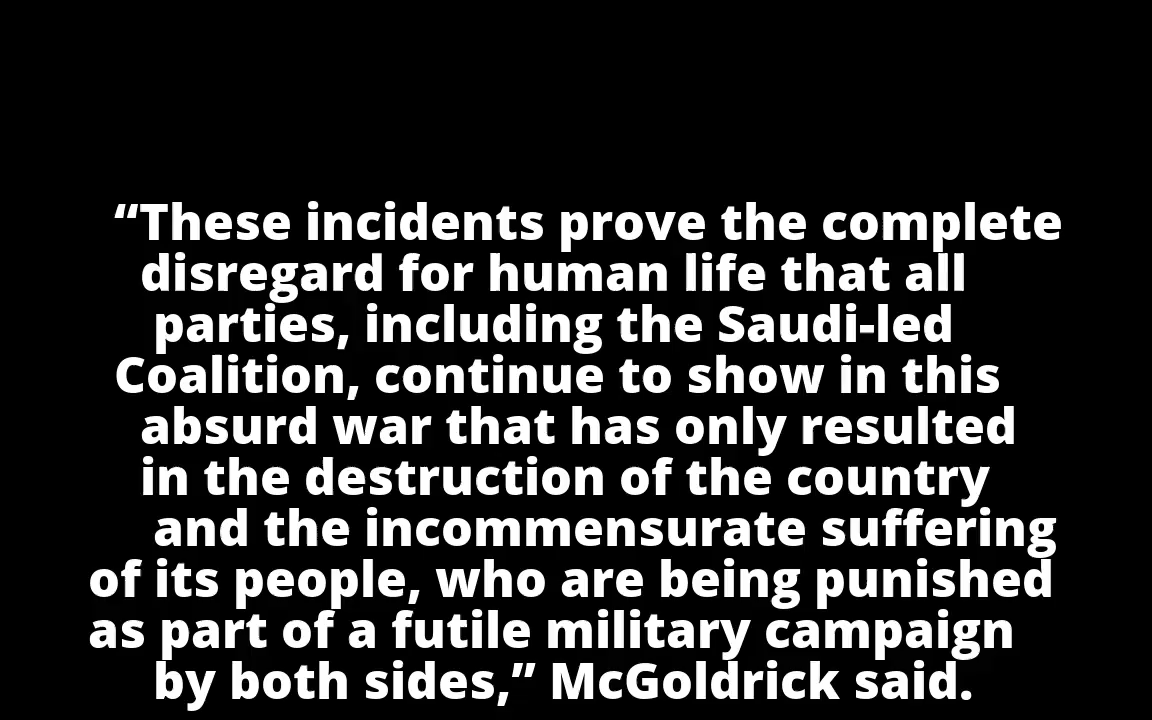 “These incidents prove the complete
disregard for human life that all
parties, including the Saudi-led
Coalition, continue to show in this
absurd war that has only resulted
in the destruction of the country
and the incommensurate suffering
of its people, who are being punished
as part of a futile military campaign
by both sides,” McGoldrick said.